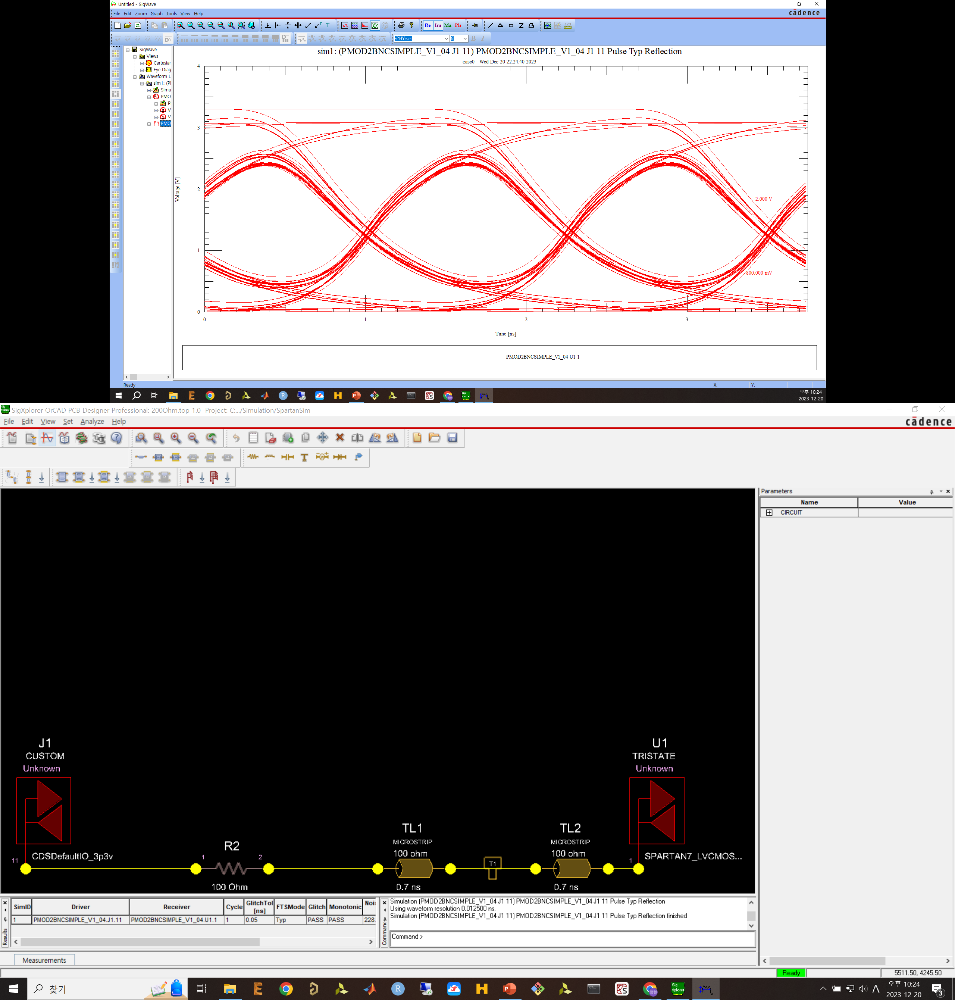 Untitled - SigWave
File Edit Zoom Graph Tools View Help
cādence
Re Im Ma Ph
SigWave
Views
Cartesiar
Eye Diag
Waveform L
sim1: (PI
Simu
PMO
Pi
V
V
PMO
sim1: (PMOD2BNCSIMPLE_V1_04 J1 11) PMOD2BNCSIMPLE_V1_04 J1 11 Pulse Typ Reflection
case0 - Wed Dec 20 22:24:40 2023
4
3
2
1
0
Voltage [V]
2.000 V
800.000 mV
0 1 2 3
Time [ns]
PMOD2BNCSIMPLE_V1_04 U1 1
Ready
X: Y:
오후 10:24
2023-12-20
SigXplorer OrCAD PCB Designer Professional: 200Ohm.top 1.0 Project: C:.../Simulation/SpartanSim
File Edit View Set Analyze Help
cādence
Parameters
Name Value
CIRCUIT
J1
CUSTOM
Unknown
11
CDSDefaultIO_3p3v
R2
1 2
100 Ohm
TL1
MICROSTRIP
100 ohm
0.7 ns
T1
TL2
MICROSTRIP
100 ohm
0.7 ns
U1
TRISTATE
Unknown
1
SPARTAN7_LVCMOS...
Results
SimID Driver Receiver Cycle GlitchTol [ns] FTSMode Glitch Monotonic Noi
1 PMOD2BNCSIMPLE_V1_04.J1.11 PMOD2BNCSIMPLE_V1_04.U1.1 1 0.05 Typ PASS PASS 228.
Command
Simulation (PMOD2BNCSIMPLE_V1_04 J1 11) PMOD2BNCSIMPLE_V1_04 J1 11 Pulse Typ Reflection
Using waveform resolution 0.012500 ns.
Simulation (PMOD2BNCSIMPLE_V1_04 J1 11) PMOD2BNCSIMPLE_V1_04 J1 11 Pulse Typ Reflection finished
Command >
Measurements
Ready
5511.50, 4245.50
찾기
A
오후 10:24
2023-12-20
3